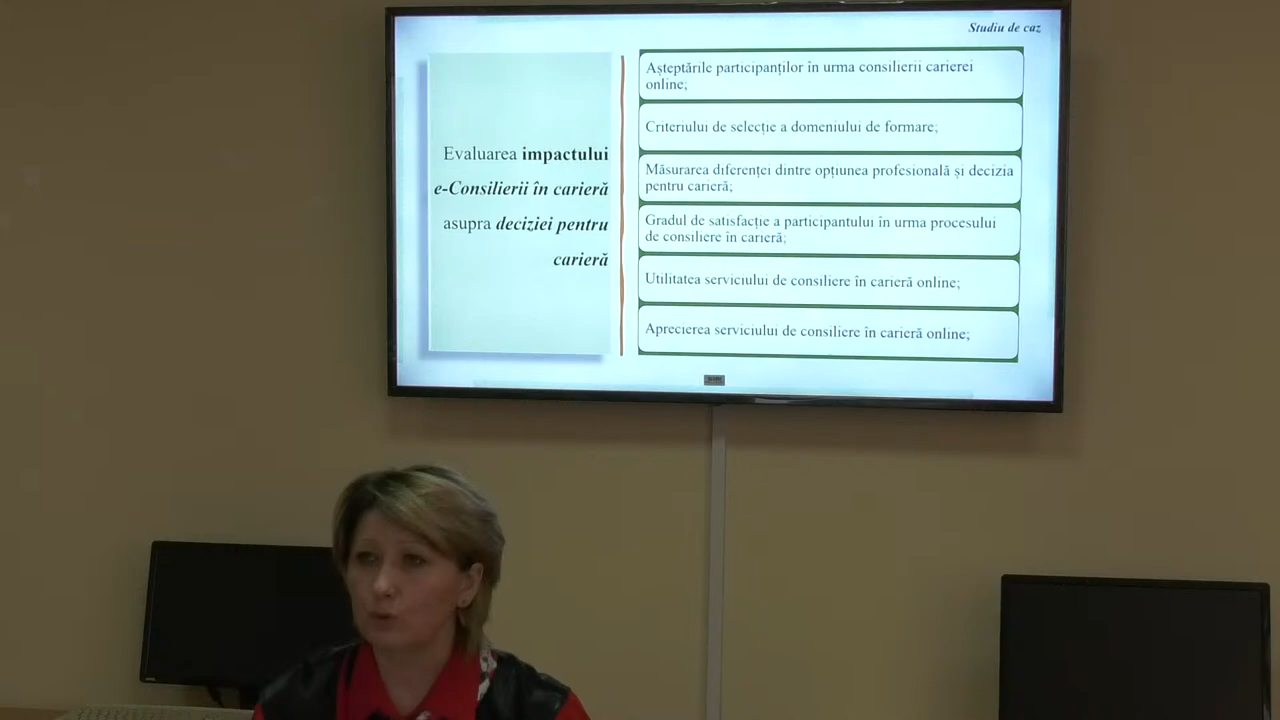 Studiu de caz
Evaluarea impactului
e-Consilierii în carieră
asupra deciziei pentru
carieră
Așteptările participanților în urma consilierii carierei
online;
Criteriului de selecție a domeniului de formare;
Măsurarea diferenței dintre opțiunea profesională și decizia
pentru carieră;
Gradul de satisfacție a participantului în urma procesului
de consiliere în carieră;
Utilitatea serviciului de consiliere în carieră online;
Aprecierea serviciului de consiliere în carieră online;